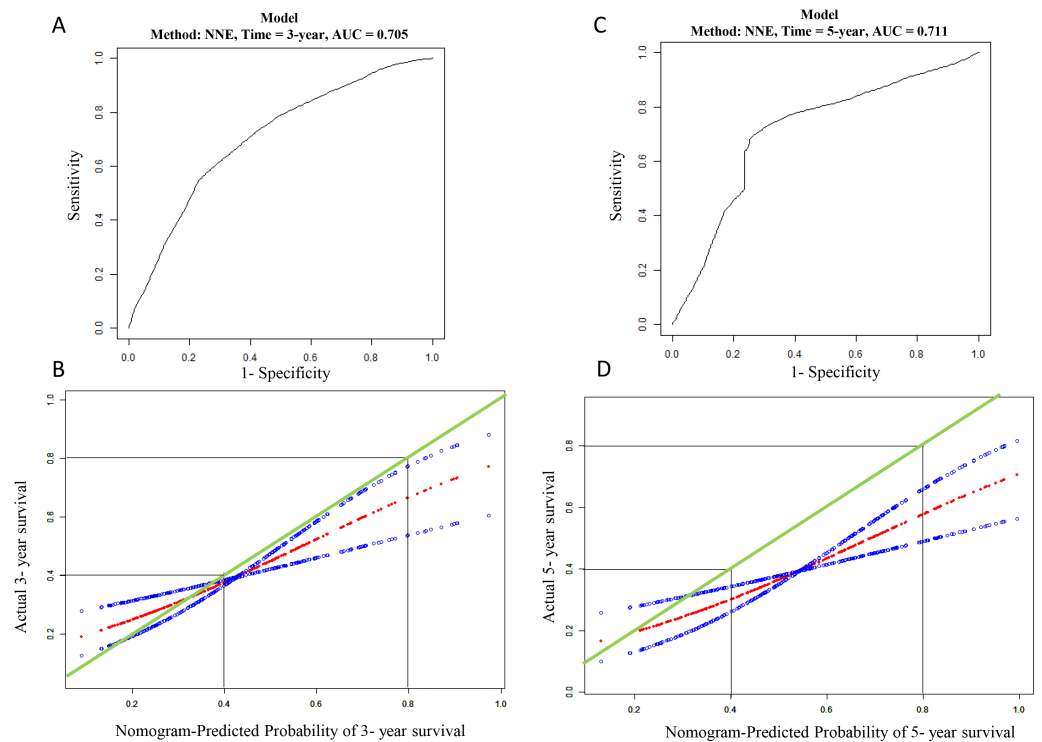 A
Model
Method: NNE, Time = 3-year, AUC = 0.705
Sensitivity
1.0
0.8
0.6
0.4
0.2
0.0
0.0 0.2 0.4 0.6 0.8 1.0
1- Specificity
C
Model
Method: NNE, Time = 5-year, AUC = 0.711
Sensitivity
1.0
0.8
0.6
0.4
0.2
0.0
0.0 0.2 0.4 0.6 0.8 1.0
1- Specificity
B
Actual 3- year survival
1.0
0.8
0.6
0.4
0.2
0.2 0.4 0.6 0.8 1.0
Nomogram-Predicted Probability of 3- year survival
D
Actual 5- year survival
0.8
0.6
0.4
0.2
0.0
0.2 0.4 0.6 0.8 1.0
Nomogram-Predicted Probability of 5- year survival